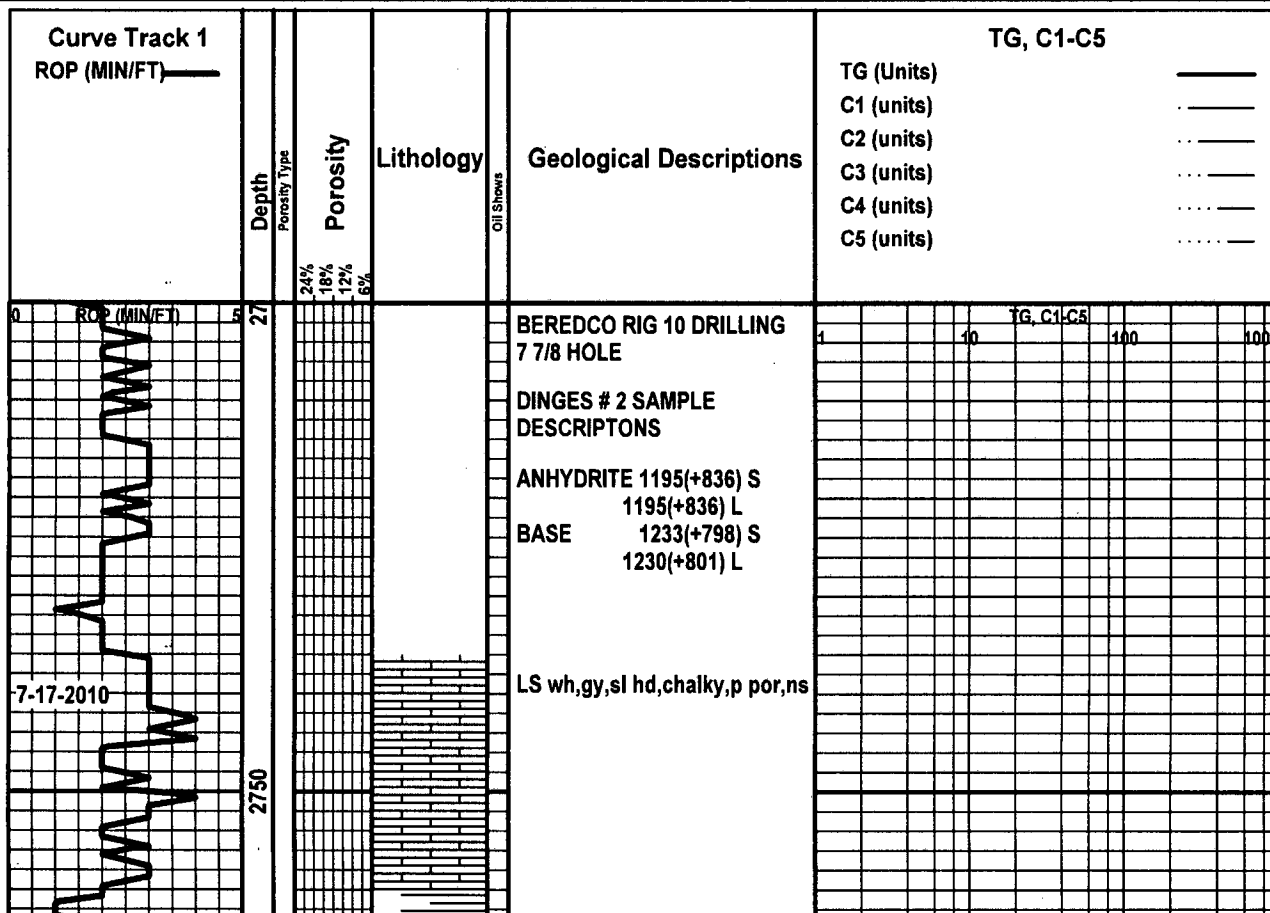 Curve Track 1
ROP (MIN/FT)
Depth
Porosity Type
Porosity
24%
18%
12%
6%
Lithology
Oil Shows
Geological Descriptions
TG, C1-C5
TG (Units)
C1 (units)
C2 (units)
C3 (units)
C4 (units)
C5 (units)
0 ROP (MIN/FT) 5
27
TG, C1-C5
1 10 100 100
BEREDCO RIG 10 DRILLING
7 7/8 HOLE
DINGES # 2 SAMPLE
DESCRIPTONS
ANHYDRITE 1195(+836) S
1195(+836) L
BASE 1233(+798) S
1230(+801) L
7-17-2010
LS wh,gy,sl hd,chalky,p por,ns
2750